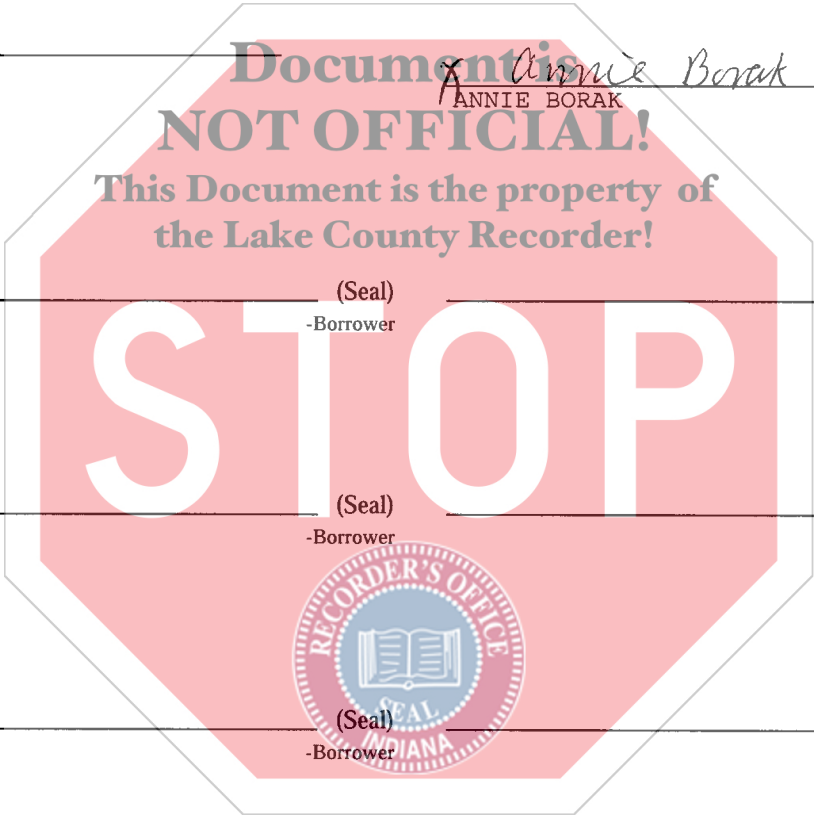 Document is
X Annie Borak
ANNIE BORAK
NOT OFFICIAL!
This Document is the property of
the Lake County Recorder!
(Seal)
-Borrower
STOP
(Seal)
-Borrower
RECORDER'S OFFICE
SEAL
INDIANA
(Seal)
-Borrower